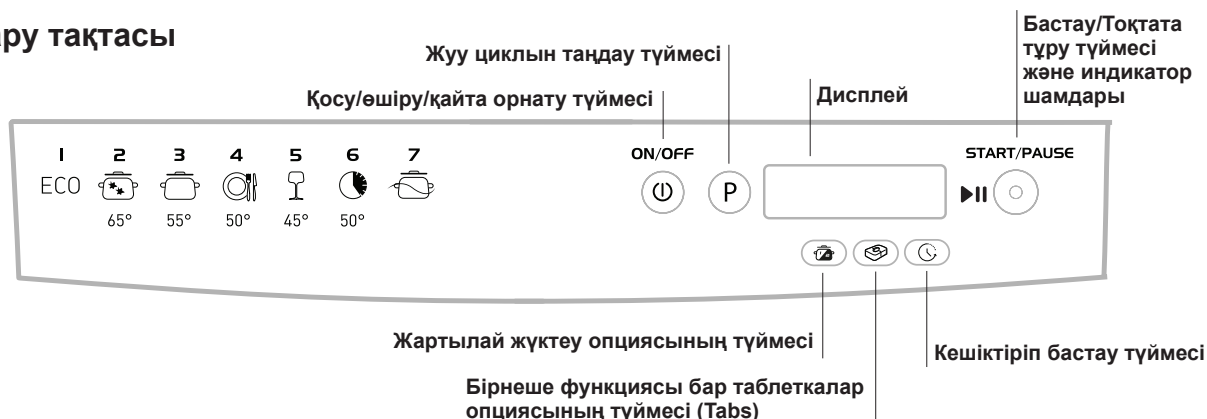 ару тақтасы
Бастау/Тоқтата
тұру түймесі
және индикатор
шамдары
Жуу циклын таңдау түймесі
Қосу/өшіру/қайта орнату түймесі
Дисплей
1 2 3 4 5 6 7
ECO
65° 55° 50° 45° 50°
ON/OFF
P
START/PAUSE
Жартылай жүктеу опциясының түймесі
Кешіктіріп бастау түймесі
Бірнеше функциясы бар таблеткалар
опциясының түймесі (Tabs)